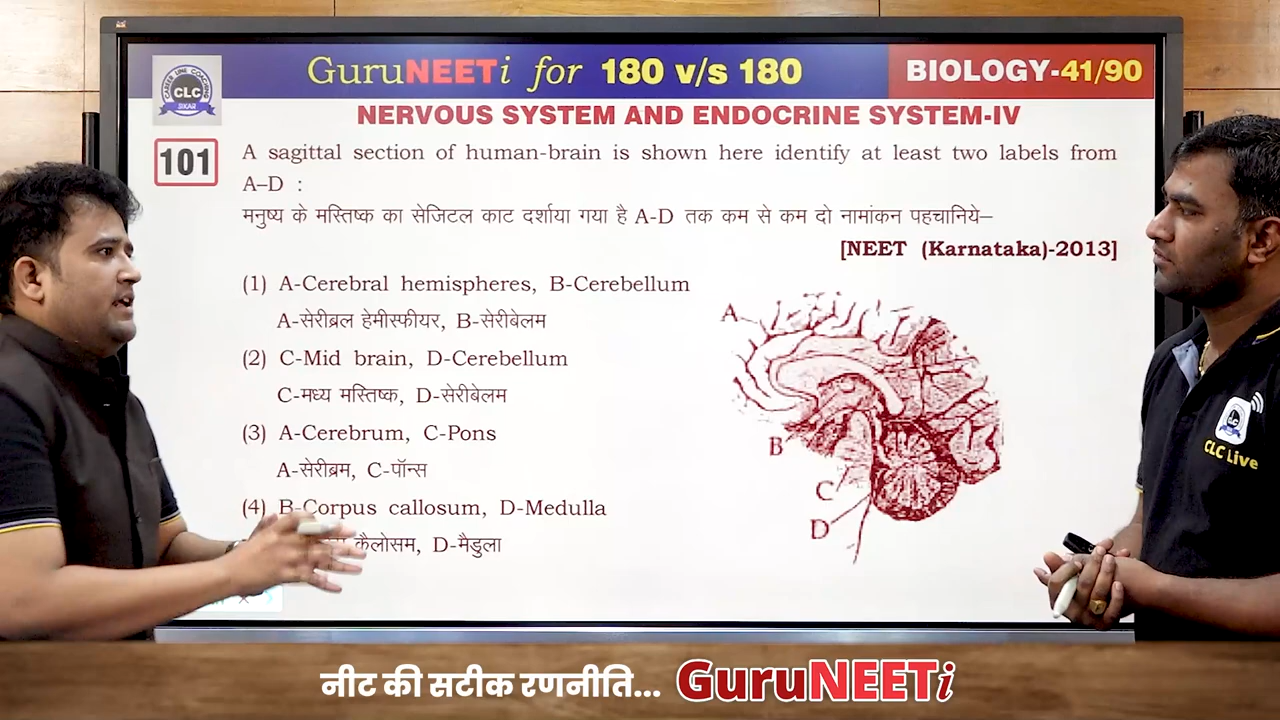 GuruNEETi for 180 v/s 180
BIOLOGY-41/90
CLC
SIKAR
NERVOUS SYSTEM AND ENDOCRINE SYSTEM-IV
101
A sagittal section of human-brain is shown here identify at least two labels from
A–D :
मनुष्य के मस्तिष्क का सेजिटल काट दर्शाया गया है A-D तक कम से कम दो नामांकन पहचानिये–
[NEET (Karnataka)-2013]
(1) A-Cerebral hemispheres, B-Cerebellum
A-सेरीब्रल हेमीस्फीयर, B-सेरीबेलम
(2) C-Mid brain, D-Cerebellum
C-मध्य मस्तिष्क, D-सेरीबेलम
(3) A-Cerebrum, C-Pons
A-सेरीब्रम, C-पॉन्स
(4) B-Corpus callosum, D-Medulla
कैलोसम, D-मैडुला
A
B
C
D
CLC
CLC Live
नीट की सटीक रणनीति... GuruNEETi